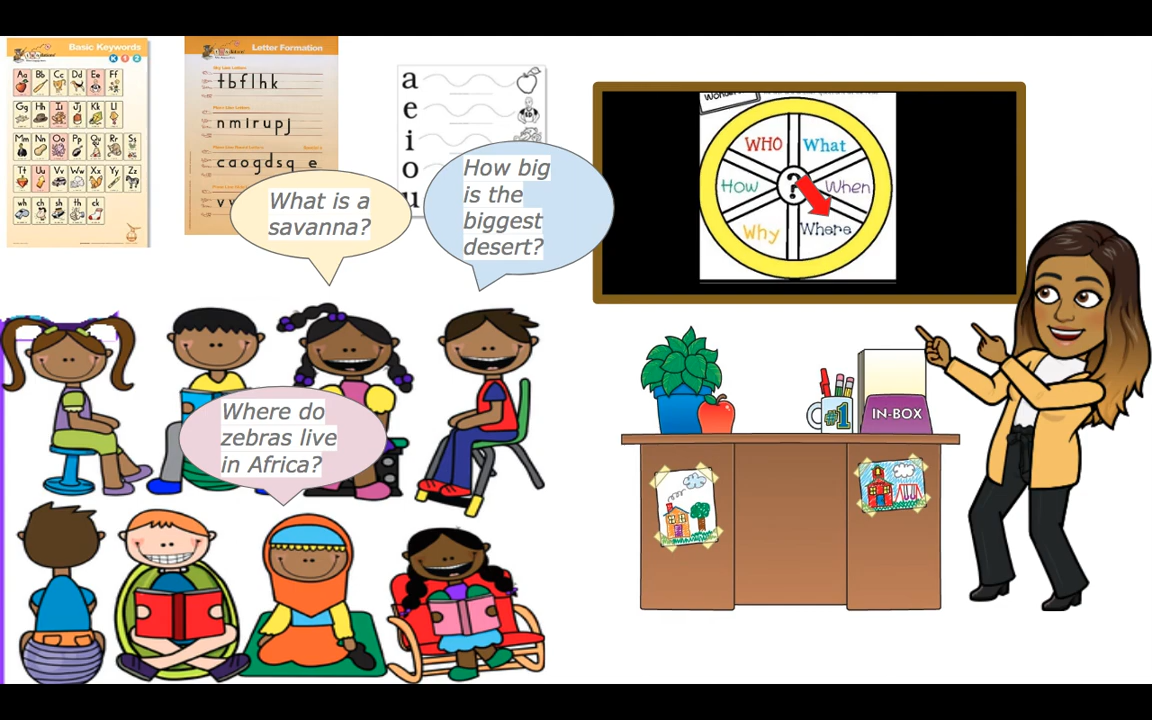 Basic Keywords
K 1 2
Aa Bb Cc Dd Ee Ff
Gg Hh Ii Jj Kk Ll
Mm Nn Oo Pp Qq Rr Ss
Tt Uu Vv Ww Xx Yy Zz
wh ch sh th ck
Letter Formation
t b f l h k
n m i r u p j
c a o g d s q e
a
e
i
o
u
What is a
savanna?
How big
is the
biggest
desert?
WHO What
How ? When
Why Where
Where do
zebras live
in Africa?
#1
IN-BOX